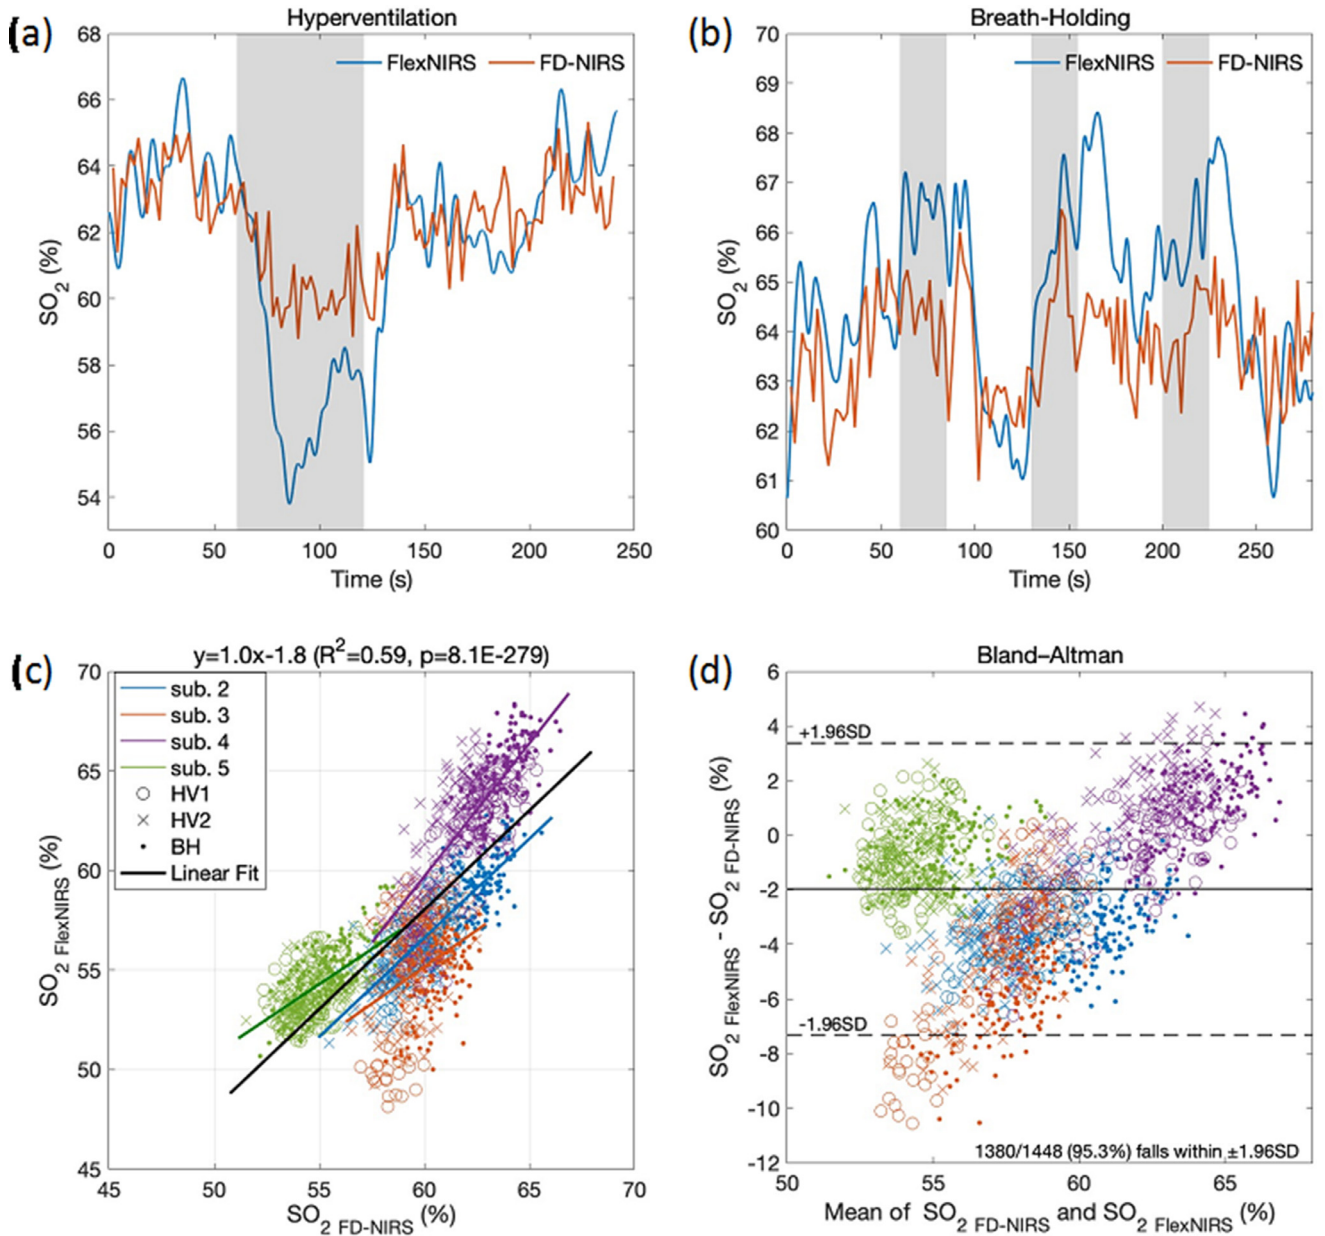 (a)
Hyperventilation
FlexNIRS
FD-NIRS
SO2 (%)
68
66
64
62
60
58
56
54
0 50 100 150 200 250
Time (s)
(b)
Breath-Holding
FlexNIRS
FD-NIRS
SO2 (%)
70
69
68
67
66
65
64
63
62
61
60
0 50 100 150 200 250
Time (s)
(c)
y=1.0x-1.8 (R2=0.59, p=8.1E-279)
sub. 2
sub. 3
sub. 4
sub. 5
HV1
HV2
BH
Linear Fit
SO2 FlexNIRS (%)
70
65
60
55
50
45
45 50 55 60 65 70
SO2 FD-NIRS (%)
(d)
Bland–Altman
+1.96SD
-1.96SD
1380/1448 (95.3%) falls within ±1.96SD
SO2 FlexNIRS - SO2 FD-NIRS (%)
6
4
2
0
-2
-4
-6
-8
-10
-12
50 55 60 65
Mean of SO2 FD-NIRS and SO2 FlexNIRS (%)